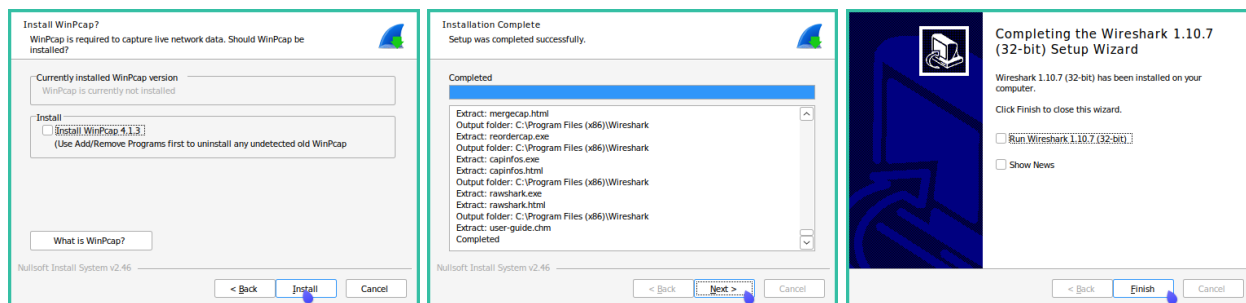 Install WinPcap?
WinPcap is required to capture live network data. Should WinPcap be
installed?
Currently installed WinPcap version
WinPcap is currently not installed
Install
Install WinPcap 4.1.3
(Use Add/Remove Programs first to uninstall any undetected old WinPcap
What is WinPcap?
Nullsoft Install System v2.46
< Back
Install
Cancel
Installation Complete
Setup was completed successfully.
Completed
Extract: mergecap.html
Output folder: C:\Program Files (x86)\Wireshark
Extract: reordercap.exe
Output folder: C:\Program Files (x86)\Wireshark
Extract: capinfos.exe
Extract: capinfos.html
Output folder: C:\Program Files (x86)\Wireshark
Extract: rawshark.exe
Extract: rawshark.html
Output folder: C:\Program Files (x86)\Wireshark
Extract: user-guide.chm
Completed
Nullsoft Install System v2.46
< Back
Next >
Cancel
Completing the Wireshark 1.10.7
(32-bit) Setup Wizard
Wireshark 1.10.7 (32-bit) has been installed on your
computer.
Click Finish to close this wizard.
Run Wireshark 1.10.7 (32-bit)
Show News
< Back
Finish
Cancel